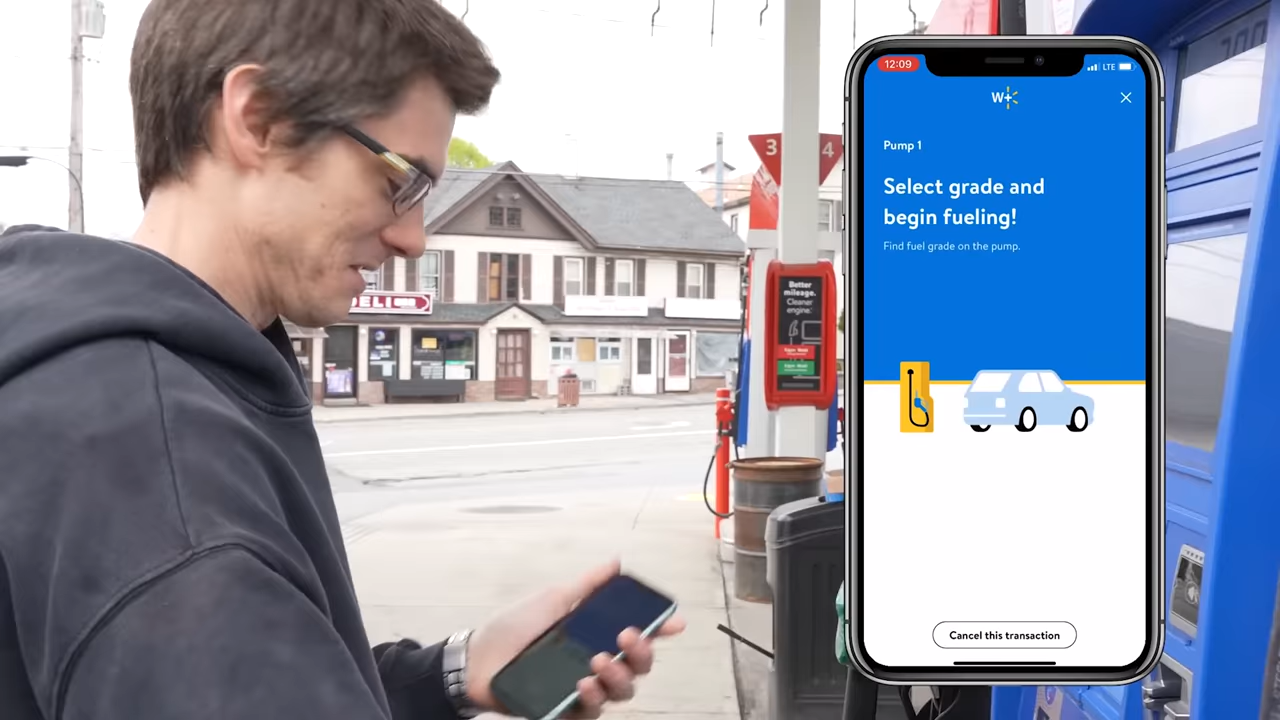 DELI
3
4
Better
mileage.
Cleaner
engine.
12:09
LTE
W+
Pump 1
Select grade and
begin fueling!
Find fuel grade on the pump.
Cancel this transaction